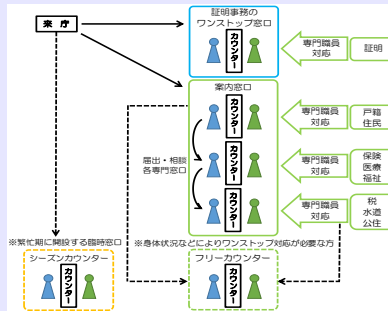 来 庁
証明事務の
ワンストップ窓口
カウンター
専門職員
対応
証明
案内窓口
カウンター
専門職員
対応
戸籍
住民
届出・相談
各専門窓口
カウンター
専門職員
対応
保険
医療
福祉
カウンター
専門職員
対応
税
水道
公住
※繁忙期に開設する臨時窓口
※身体状況などによりワンストップ対応が必要な方
シーズンカウンター
カウンター
フリーカウンター
カウンター